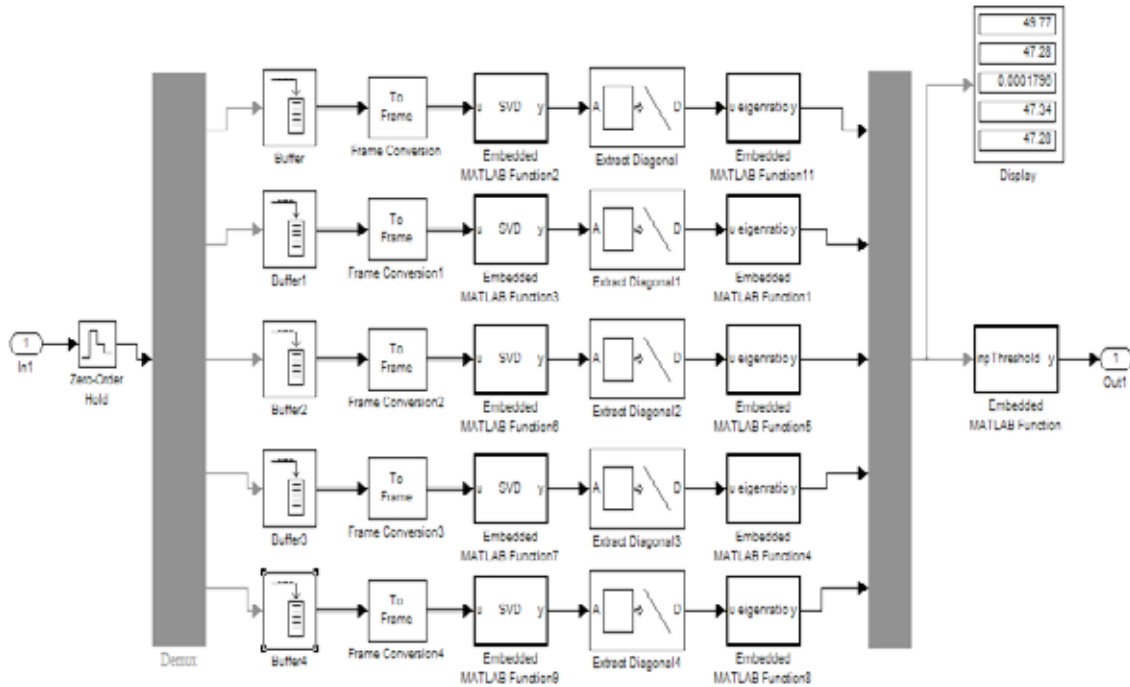 49.77
47.28
0.0001790
47.34
47.28
Display
To
Frame
u SVD y
A D
u eigenratio y
Buffer
Frame Conversion
Embedded
MATLAB Function2
Extract Diagonal
Embedded
MATLAB Function11
To
Frame
u SVD y
A D
u eigenratio y
Buffer1
Frame Conversion1
Embedded
MATLAB Function3
Extract Diagonal1
Embedded
MATLAB Function1
1
In1
Zero-Order
Hold
To
Frame
u SVD y
A D
u eigenratio y
Buffer2
Frame Conversion2
Embedded
MATLAB Function6
Extract Diagonal2
Embedded
MATLAB Function5
inpThreshold y
Embedded
MATLAB Function
1
Out1
To
Frame
u SVD y
A D
u eigenratio y
Buffer3
Frame Conversion3
Embedded
MATLAB Function7
Extract Diagonal3
Embedded
MATLAB Function4
To
Frame
u SVD y
A D
u eigenratio y
Buffer4
Frame Conversion4
Embedded
MATLAB Function9
Extract Diagonal4
Embedded
MATLAB Function8
Demux